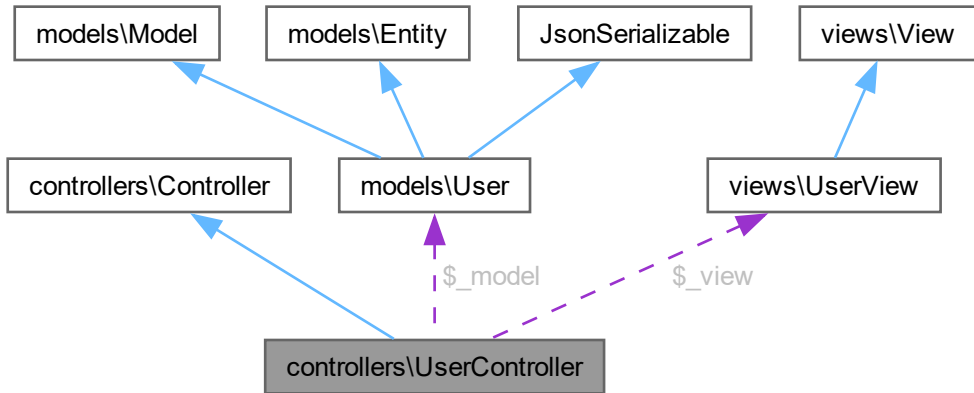 models\Model
models\Entity
JsonSerializable
views\View
controllers\Controller
models\User
views\UserView
$_model
$_view
controllers\UserController